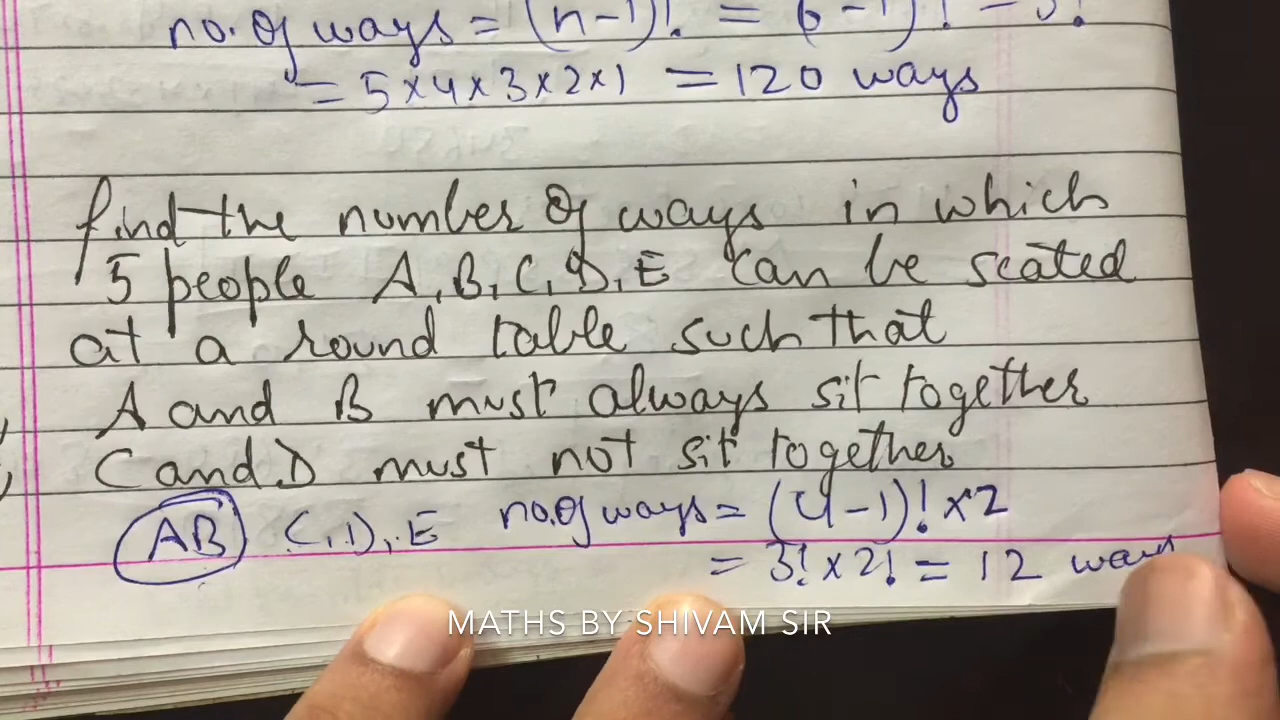 no. of ways = (n-1)! = (6-1)! = 5!
= 5×4×3×2×1 = 120 ways
find the number of ways in which
5 people A, B, C, D, E can be seated
at a round table such that
A and B must always sit together
C and D must not sit together
AB C, D, E no. of ways = (4-1)! × 2
= 3! × 2! = 12 ways
MATHS BY SHIVAM SIR